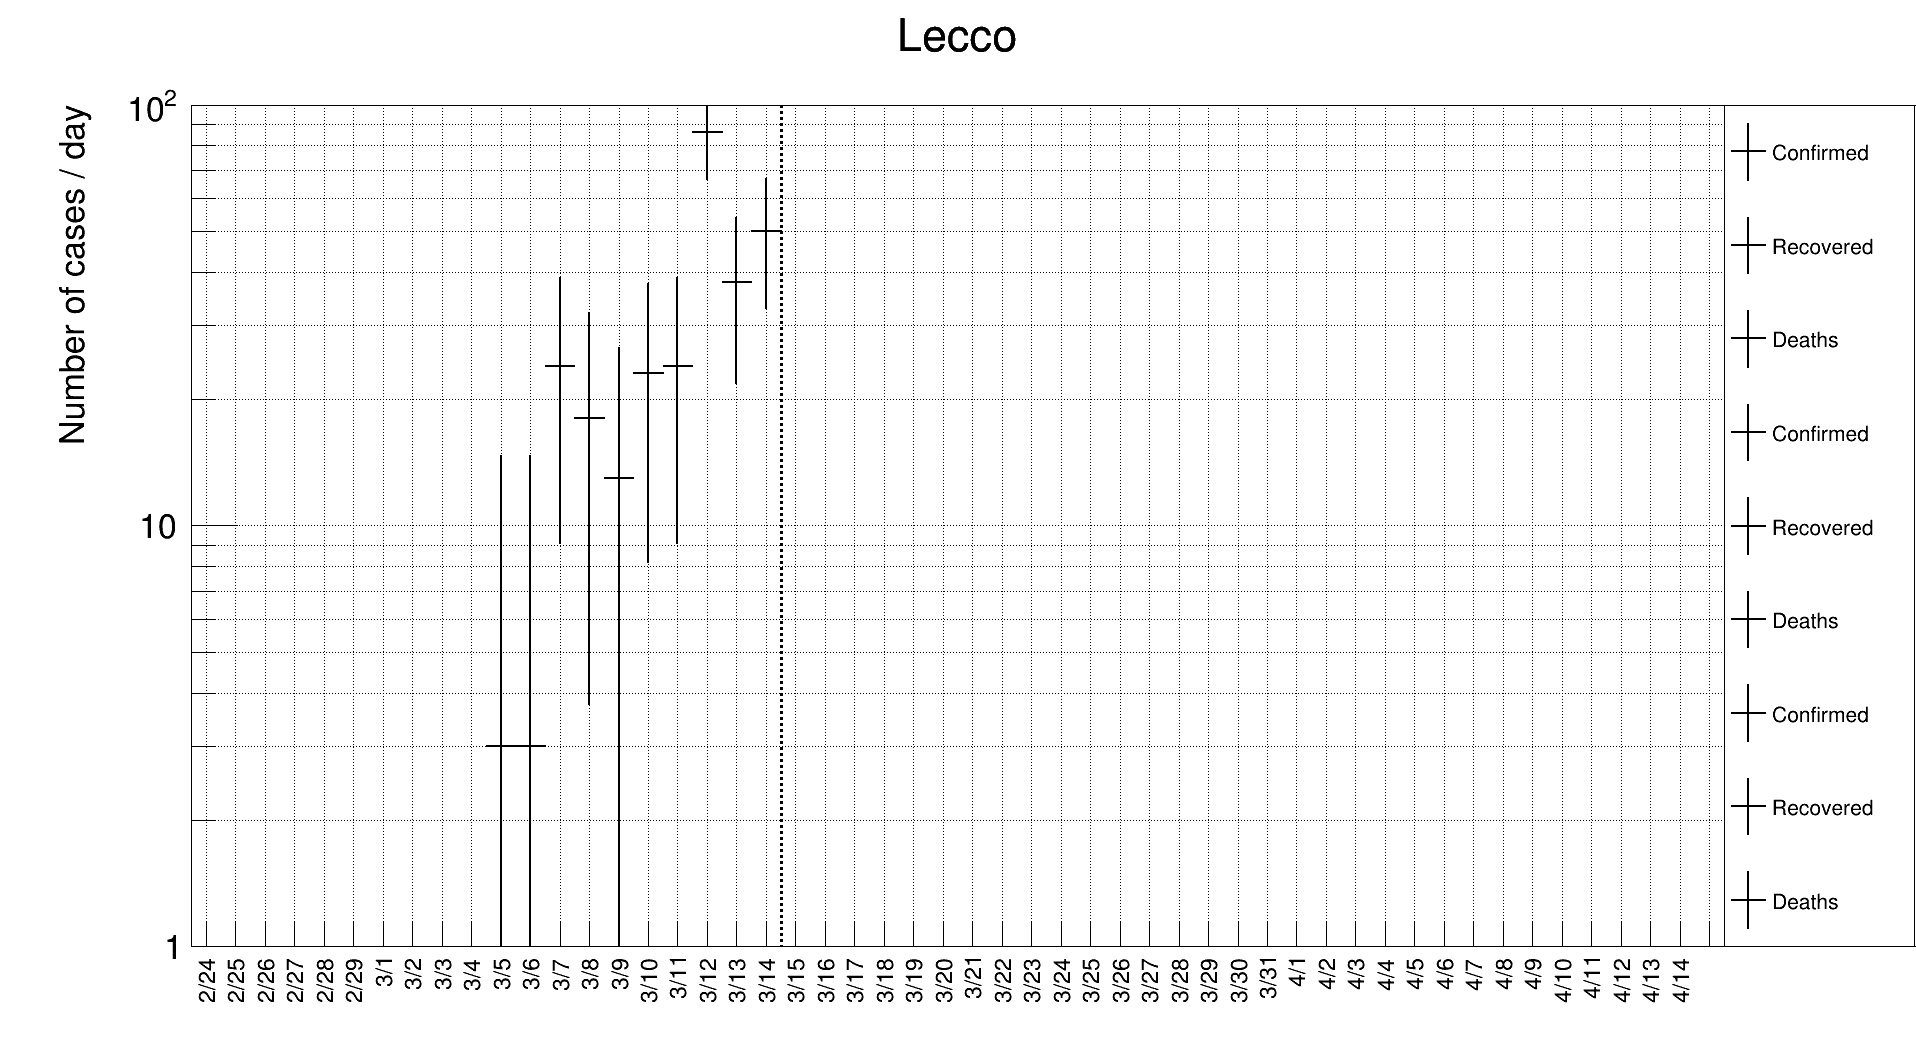 Lecco
Number of cases / day
10²
10
1
2/24 2/25 2/26 2/27 2/28 2/29 3/1 3/2 3/3 3/4 3/5 3/6 3/7 3/8 3/9 3/10 3/11 3/12 3/13 3/14 3/15 3/16 3/17 3/18 3/19 3/20 3/21 3/22 3/23 3/24 3/25 3/26 3/27 3/28 3/29 3/30 3/31 4/1 4/2 4/3 4/4 4/5 4/6 4/7 4/8 4/9 4/10 4/11 4/12 4/13 4/14
Confirmed
Recovered
Deaths
Confirmed
Recovered
Deaths
Confirmed
Recovered
Deaths